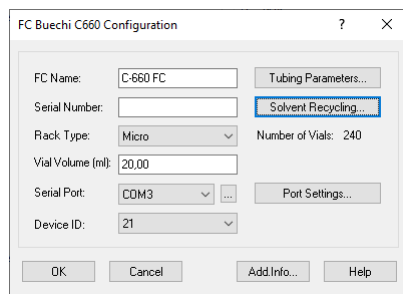 FC Buechi C660 Configuration ? ×
FC Name: C-660 FC Tubing Parameters...
Serial Number: Solvent Recycling...
Rack Type: Micro Number of Vials: 240
Vial Volume (ml): 20,00
Serial Port: COM3 ... Port Settings...
Device ID: 21
OK Cancel Add.Info... Help